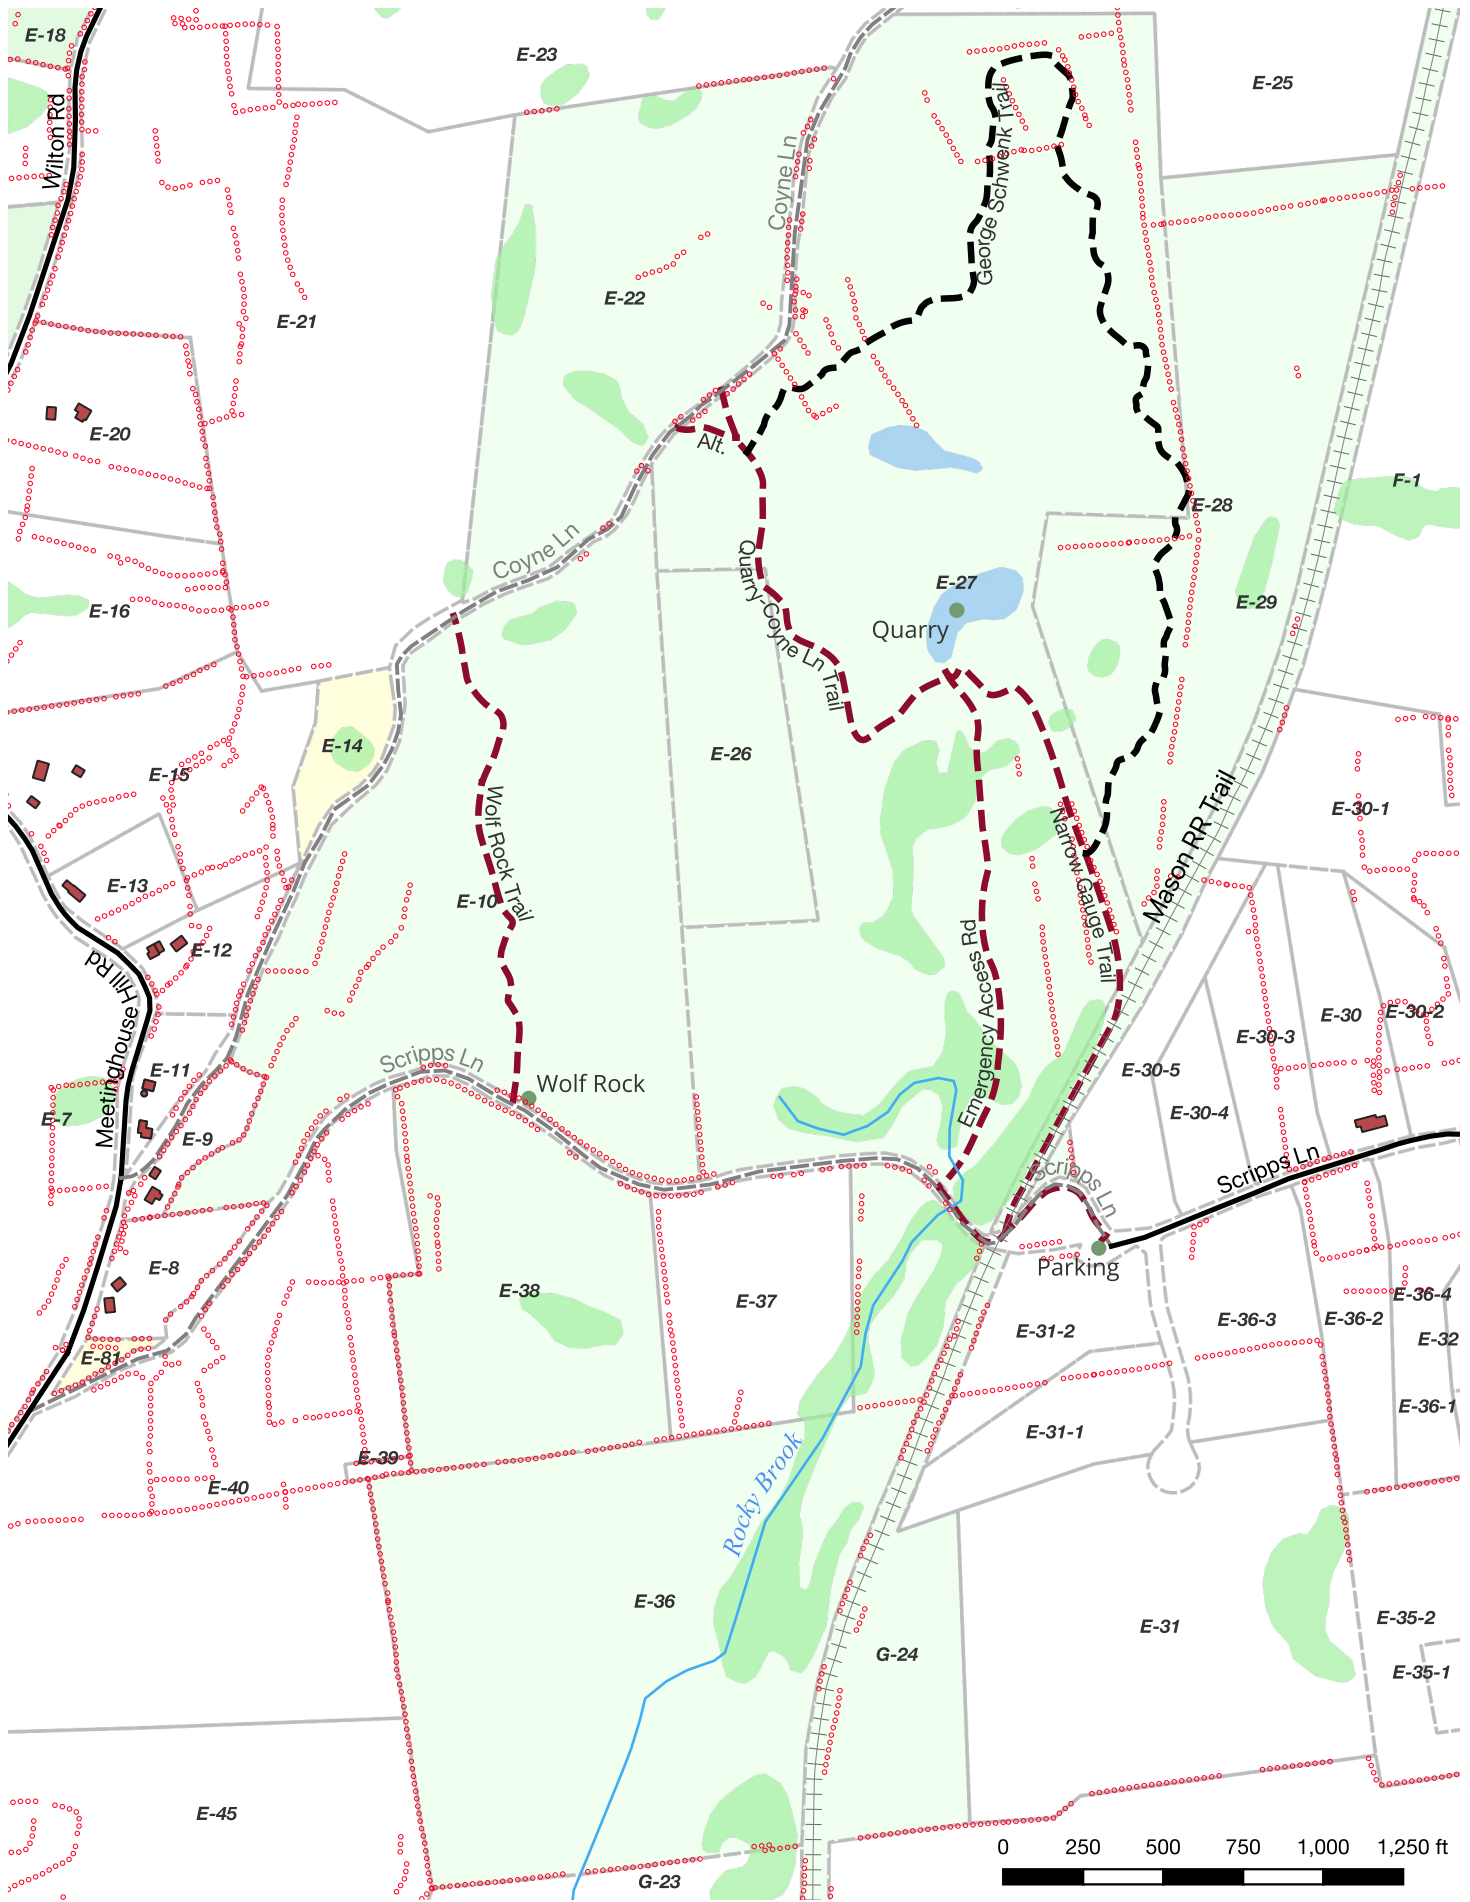 E-18
E-23
E-25
Wilton Rd
Coyne Ln
George Schwenk Trail
E-22
E-21
E-20
Alt.
F-1
E-28
Coyne Ln
Quarry-Coyne Ln Trail
E-27
E-29
E-16
Quarry
E-14
E-26
E-15
Wolf Rock Trail
Narrow Gauge Trail
Mason RR Trail
E-30-1
E-13
E-10
E-12
Emergency Access Rd
Meetinghouse Hill Rd
E-30
E-30-2
E-30-3
Scripps Ln
E-11
E-30-5
Wolf Rock
E-7
E-30-4
E-9
Scripps Ln
Scripps Ln
E-8
Parking
E-38
E-37
E-36-4
E-31-2
E-36-3
E-36-2
E-32
E-81
E-36-1
E-31-1
E-39
E-40
Rocky Brook
E-36
E-35-2
E-31
G-24
E-35-1
E-45
0 250 500 750 1,000 1,250 ft
G-23